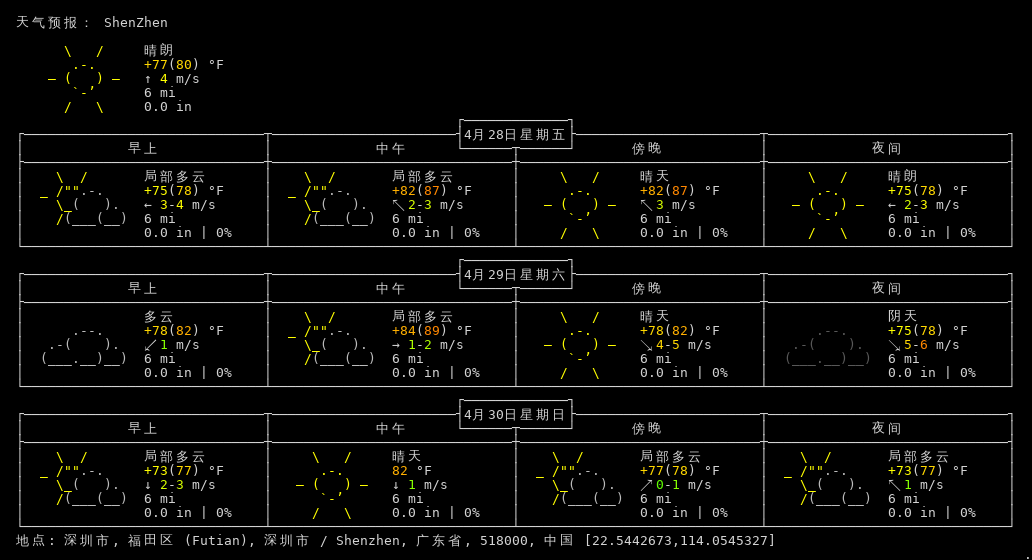 天气预报： ShenZhen
晴朗
+77(80) °F
↑ 4 m/s
6 mi
0.0 in
4月28日星期五
早上 中午 傍晚 夜间
局部多云 局部多云 晴天 晴朗
+75(78) °F +82(87) °F +82(87) °F +75(78) °F
← 3-4 m/s ↖ 2-3 m/s ↖ 3 m/s ← 2-3 m/s
6 mi 6 mi 6 mi 6 mi
0.0 in | 0% 0.0 in | 0% 0.0 in | 0% 0.0 in | 0%
4月29日星期六
早上 中午 傍晚 夜间
多云 局部多云 晴天 阴天
+78(82) °F +84(89) °F +78(82) °F +75(78) °F
↙ 1 m/s → 1-2 m/s ↘ 4-5 m/s ↘ 5-6 m/s
6 mi 6 mi 6 mi 6 mi
0.0 in | 0% 0.0 in | 0% 0.0 in | 0% 0.0 in | 0%
4月30日星期日
早上 中午 傍晚 夜间
局部多云 晴天 局部多云 局部多云
+73(77) °F 82 °F +77(78) °F +73(77) °F
↓ 2-3 m/s ↓ 1 m/s ↗ 0-1 m/s ↖ 1 m/s
6 mi 6 mi 6 mi 6 mi
0.0 in | 0% 0.0 in | 0% 0.0 in | 0% 0.0 in | 0%
地点: 深圳市, 福田区 (Futian), 深圳市 / Shenzhen, 广东省, 518000, 中国 [22.5442673,114.0545327]